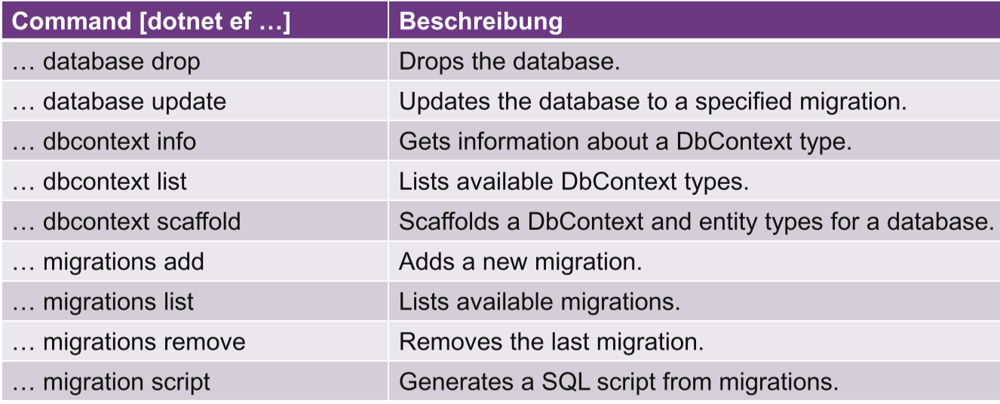 Command [dotnet ef …] Beschreibung
… database drop Drops the database.
… database update Updates the database to a specified migration.
… dbcontext info Gets information about a DbContext type.
… dbcontext list Lists available DbContext types.
… dbcontext scaffold Scaffolds a DbContext and entity types for a database.
… migrations add Adds a new migration.
… migrations list Lists available migrations.
… migrations remove Removes the last migration.
… migration script Generates a SQL script from migrations.